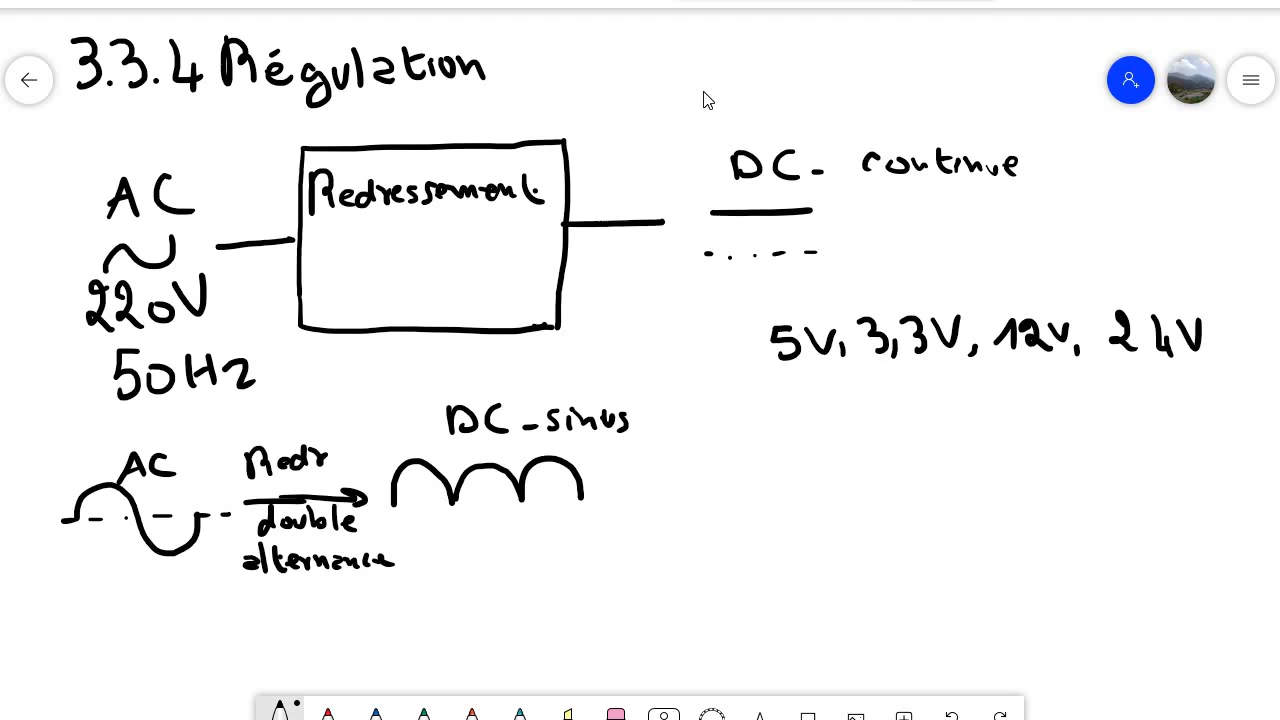 3.3.4 Régulation
AC
220V
50Hz
Redressement
DC - continue
5V, 3,3V, 12V, 24V
AC
Redr
double
alternance
DC - sinus